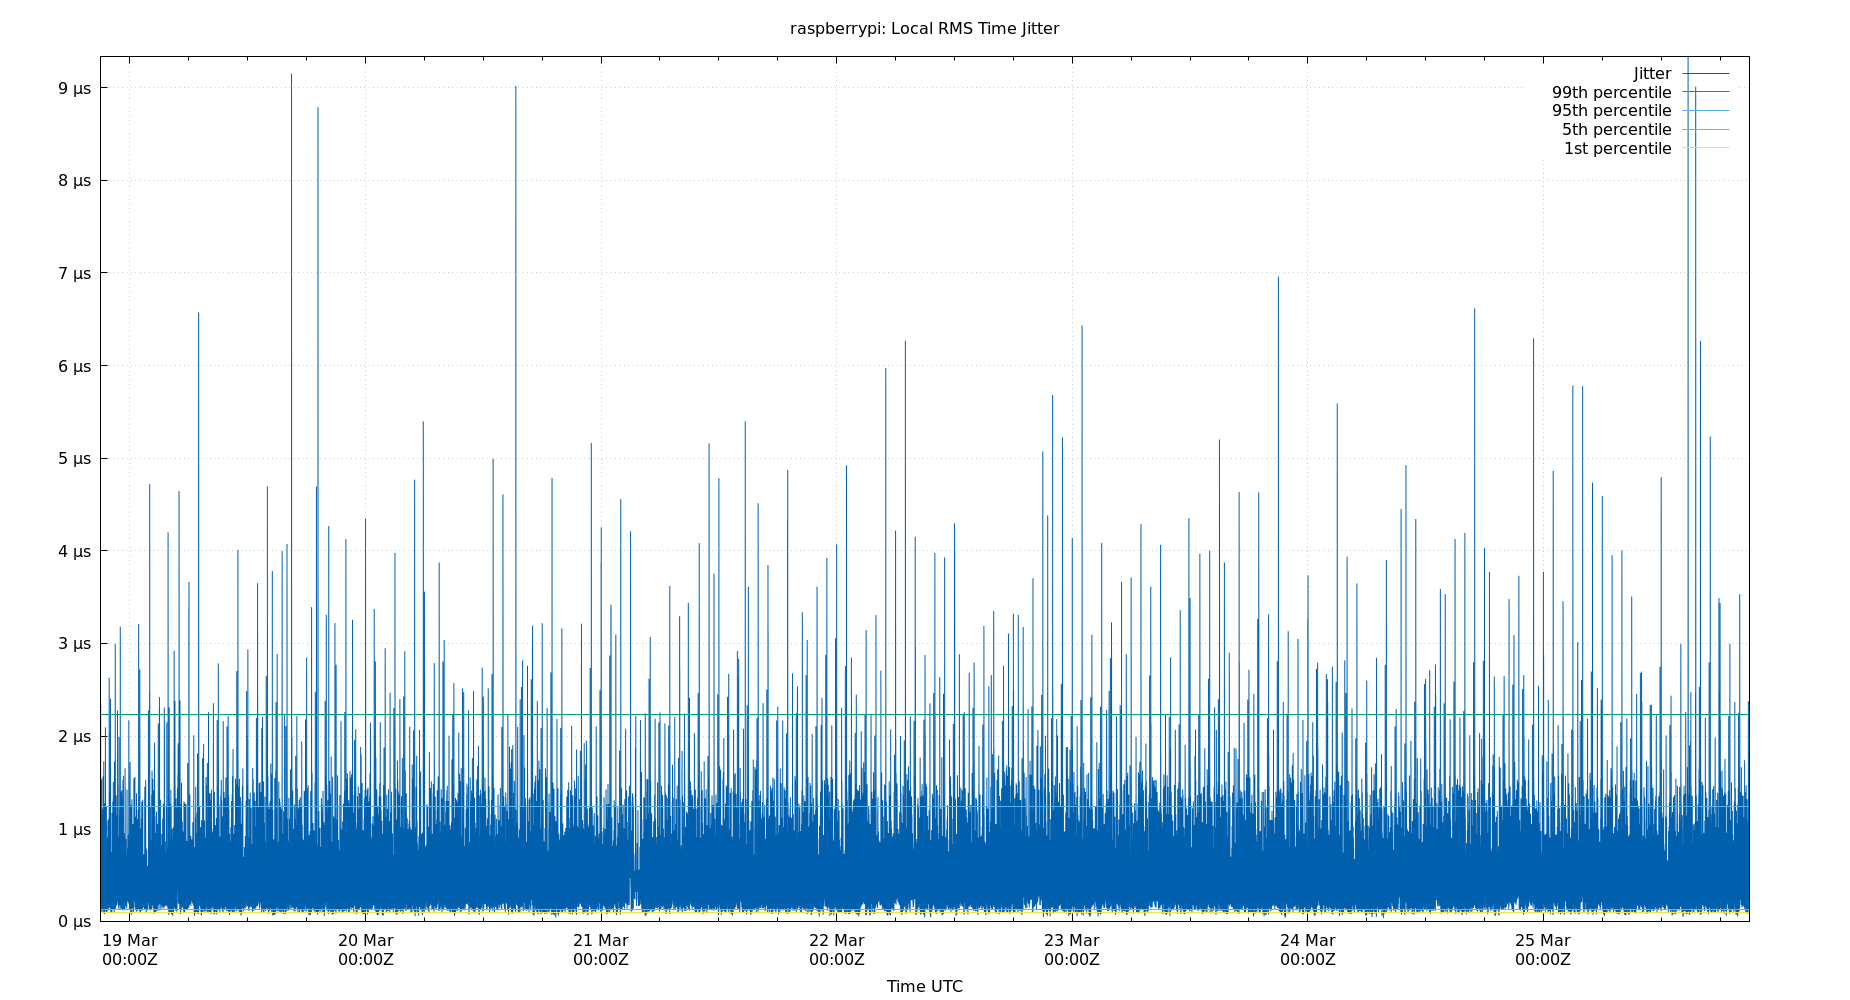 raspberrypi: Local RMS Time Jitter
Jitter
99th percentile
95th percentile
5th percentile
1st percentile
9 µs
8 µs
7 µs
6 µs
5 µs
4 µs
3 µs
2 µs
1 µs
0 µs
19 Mar 20 Mar 21 Mar 22 Mar 23 Mar 24 Mar 25 Mar
00:00Z 00:00Z 00:00Z 00:00Z 00:00Z 00:00Z 00:00Z
Time UTC